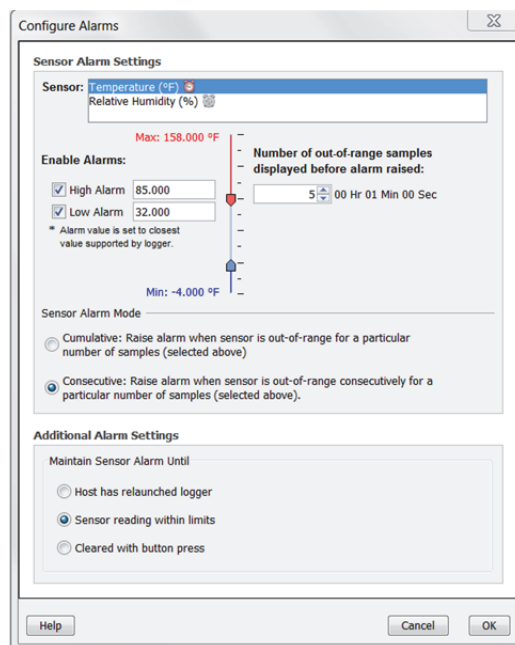 Configure Alarms
Sensor Alarm Settings
Sensor: Temperature (ºF)
Relative Humidity (%)
Max: 158.000 ºF
Enable Alarms:
Number of out-of-range samples
displayed before alarm raised:
High Alarm 85.000
5 00 Hr 01 Min 00 Sec
Low Alarm 32.000
* Alarm value is set to closest
value supported by logger.
Min: -4.000 ºF
Sensor Alarm Mode
Cumulative: Raise alarm when sensor is out-of-range for a particular
number of samples (selected above)
Consecutive: Raise alarm when sensor is out-of-range consecutively for a
particular number of samples (selected above).
Additional Alarm Settings
Maintain Sensor Alarm Until
Host has relaunched logger
Sensor reading within limits
Cleared with button press
Help Cancel OK